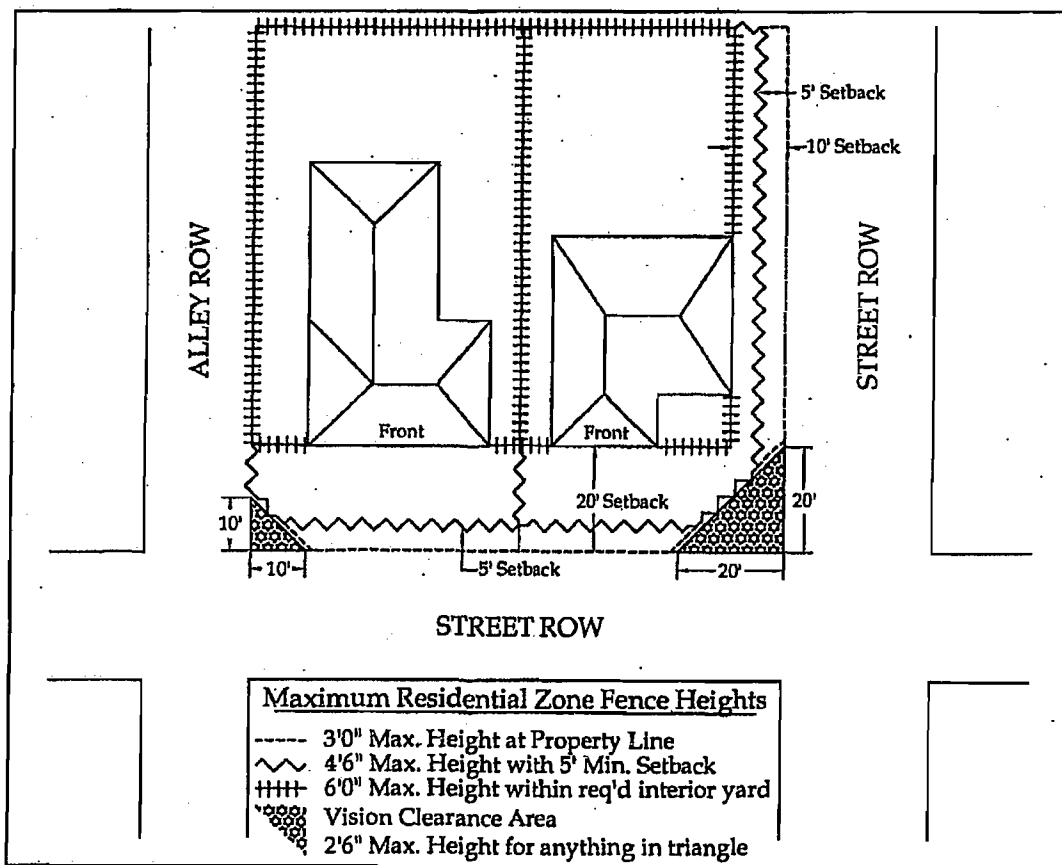 5' Setback
10' Setback
ALLEY ROW
STREET ROW
Front
Front
20' Setback
20'
10'
10'
5' Setback
20'
STREET ROW
Maximum Residential Zone Fence Heights
3'0" Max. Height at Property Line
4'6" Max. Height with 5' Min. Setback
6'0" Max. Height within req'd interior yard
Vision Clearance Area
2'6" Max. Height for anything in triangle